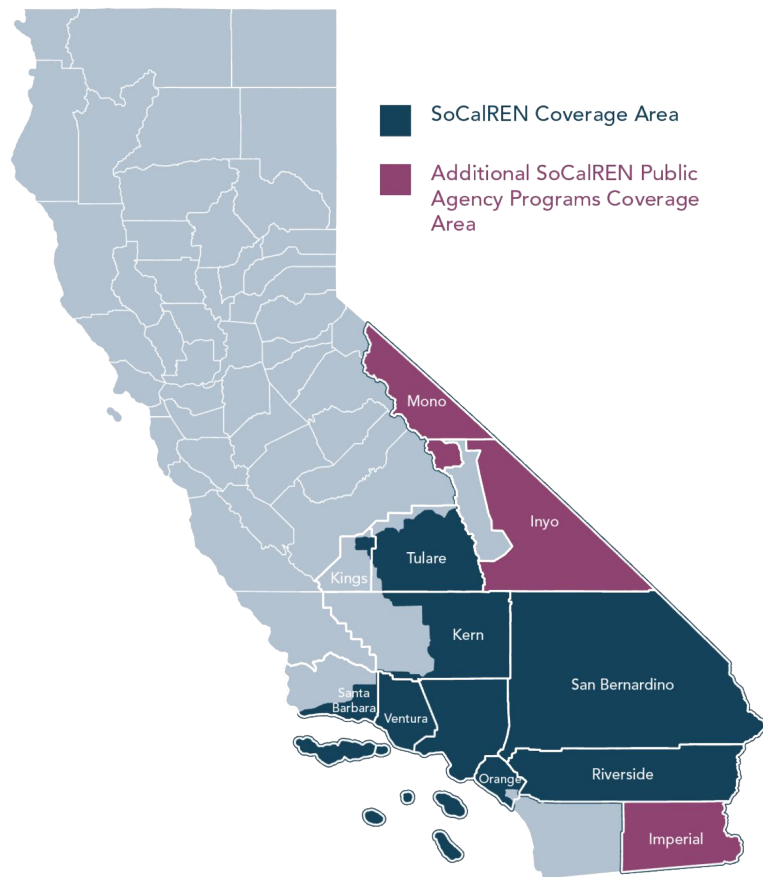 SoCalREN Coverage Area
Additional SoCalREN Public
Agency Programs Coverage
Area
Mono
Inyo
Tulare
Kings
Kern
San Bernardino
Santa
Barbara
Ventura
Orange
Riverside
Imperial